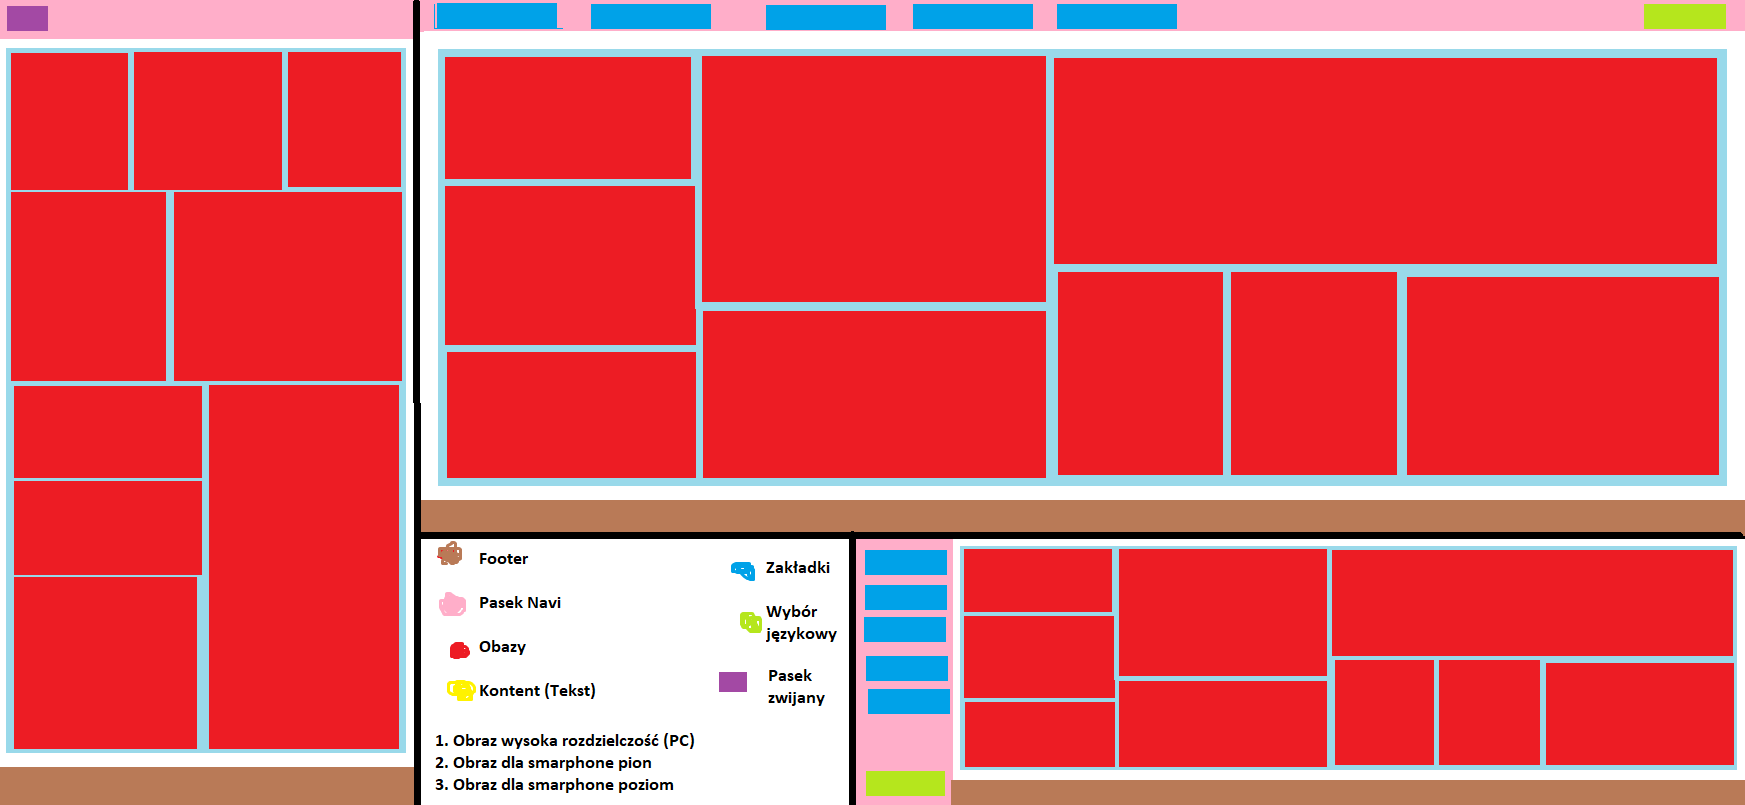 Footer
Pasek Navi
Obazy
Kontent (Tekst)
Zakładki
Wybór
językowy
Pasek
zwijany
1. Obraz wysoka rozdzielczość (PC)
2. Obraz dla smarphone pion
3. Obraz dla smarphone poziom